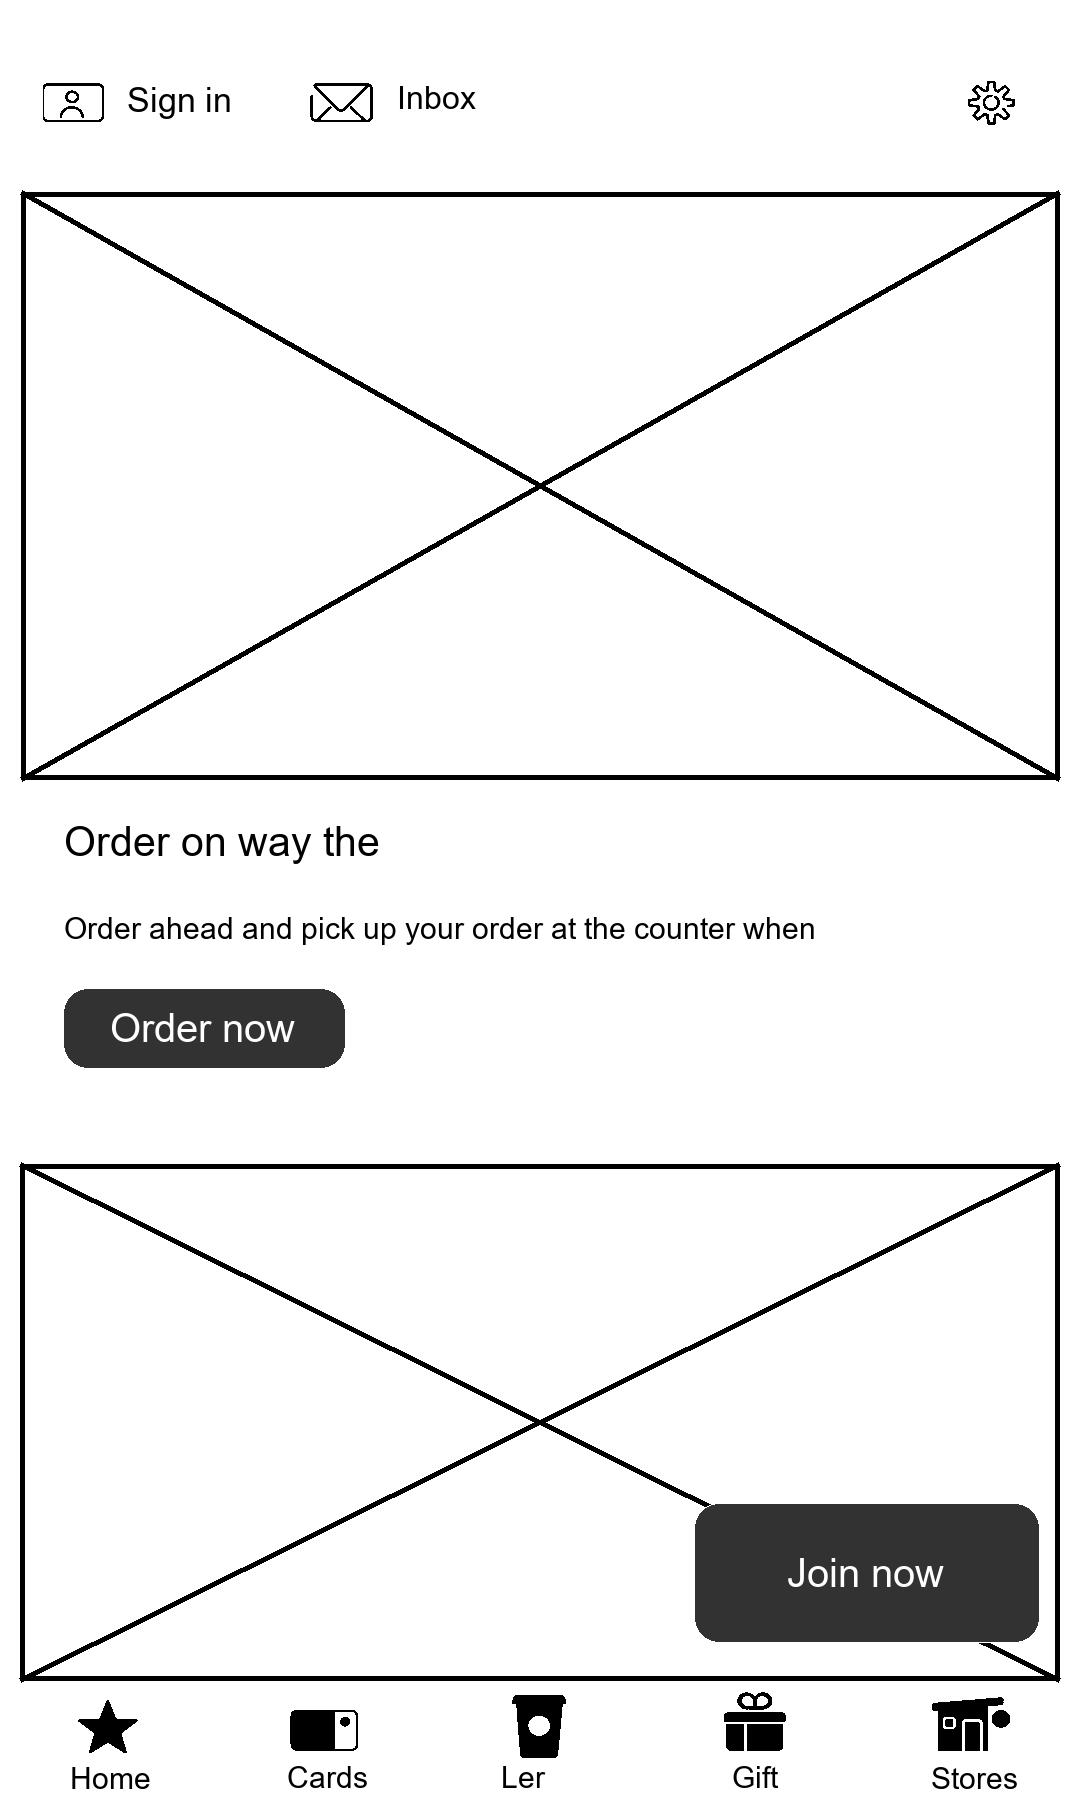 Sign in
Inbox
Order on way the
Order ahead and pick up your order at the counter when
Order now
Join now
Home
Cards
Ler
Gift
Stores